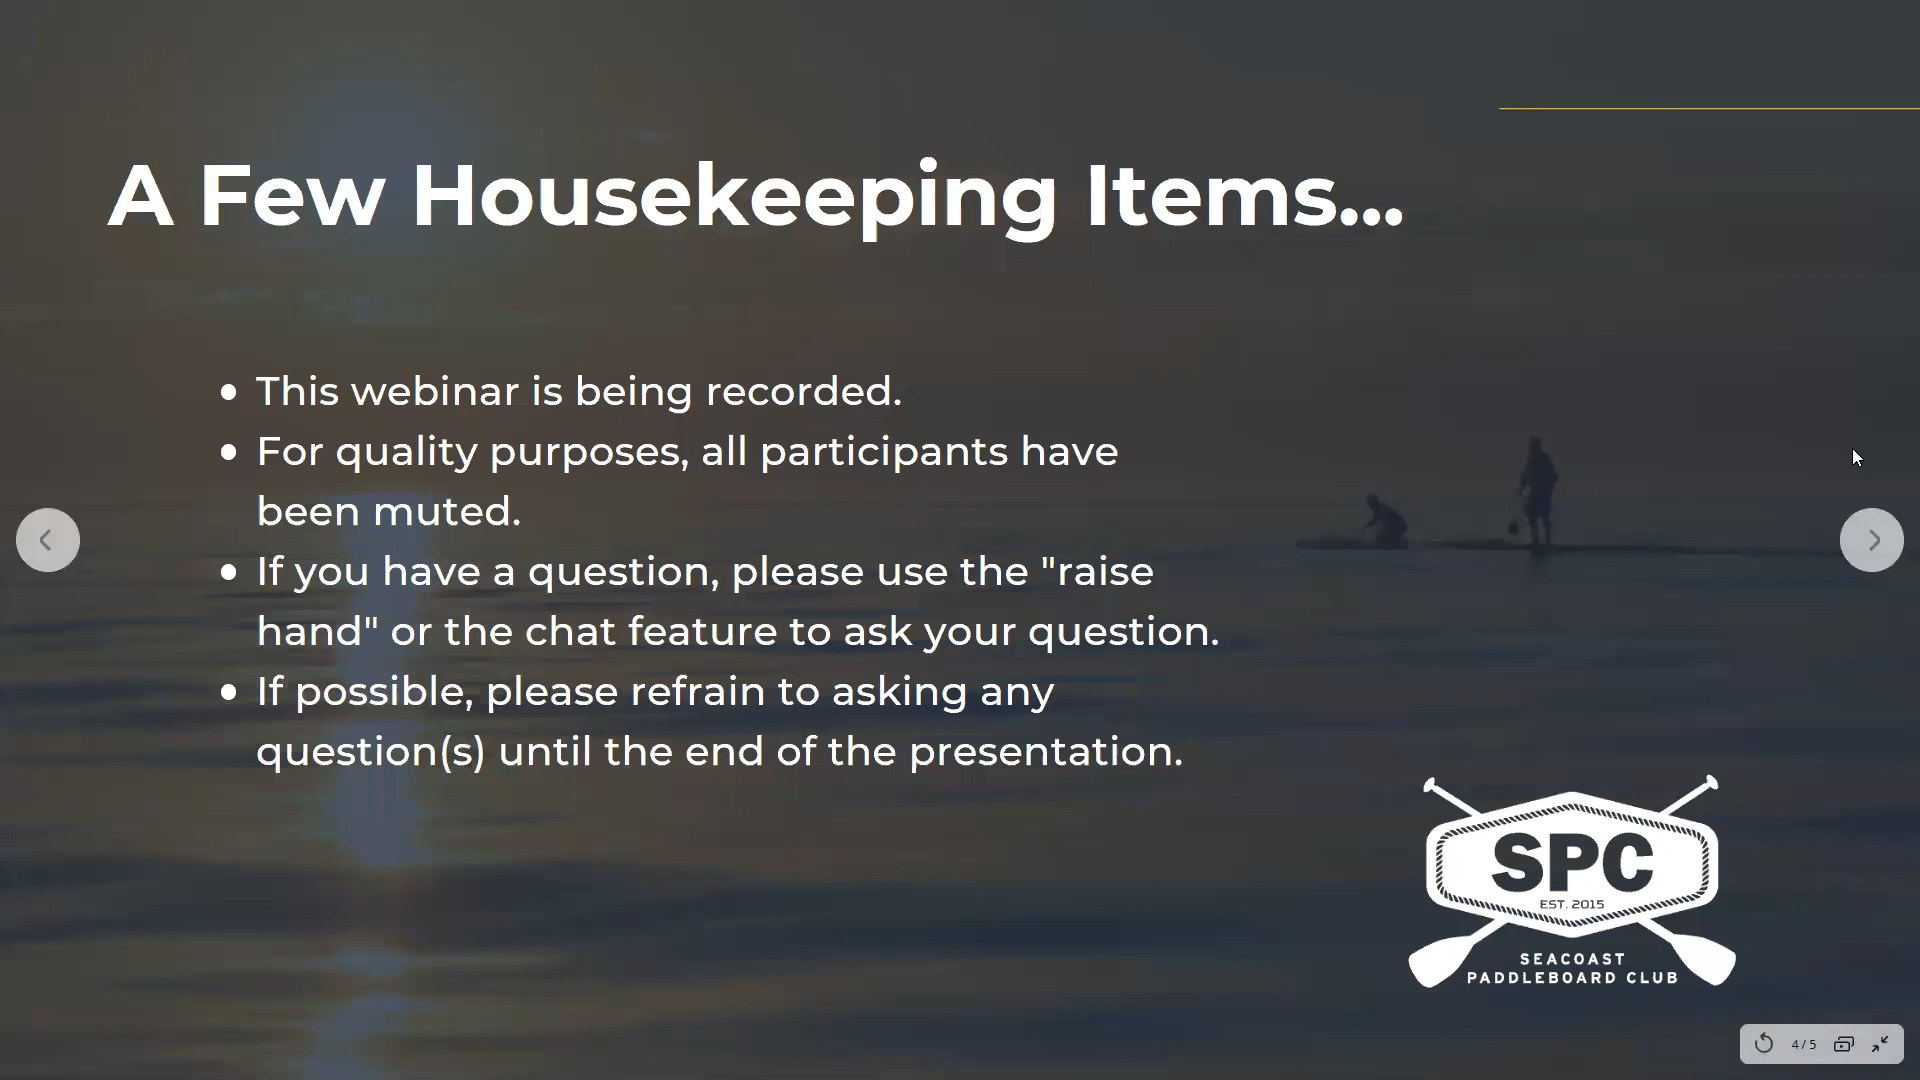 A Few Housekeeping Items...
• This webinar is being recorded.
• For quality purposes, all participants have
been muted.
• If you have a question, please use the "raise
hand" or the chat feature to ask your question.
• If possible, please refrain to asking any
question(s) until the end of the presentation.
SPC
EST. 2015
SEACOAST
PADDLEBOARD CLUB
4 / 5